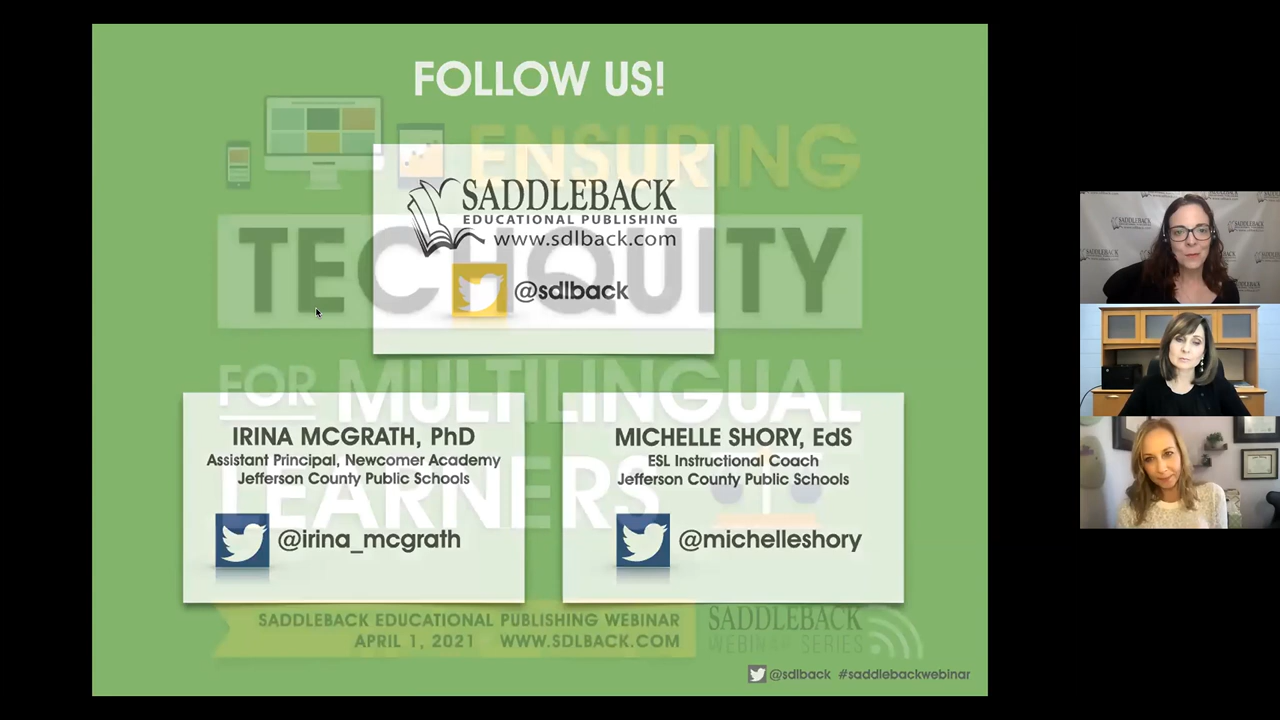 FOLLOW US!
ENSURING
TECHQUITY
FOR MULTILINGUAL
LEARNERS
SADDLEBACK
EDUCATIONAL PUBLISHING
www.sdlback.com
@sdlback
IRINA MCGRATH, PhD
Assistant Principal, Newcomer Academy
Jefferson County Public Schools
@irina_mcgrath
MICHELLE SHORY, EdS
ESL Instructional Coach
Jefferson County Public Schools
@michelleshory
SADDLEBACK EDUCATIONAL PUBLISHING WEBINAR
APRIL 1, 2021 WWW.SDLBACK.COM
SADDLEBACK
WEBINAR SERIES
@sdlback #saddlebackwebinar
SADDLEBACK